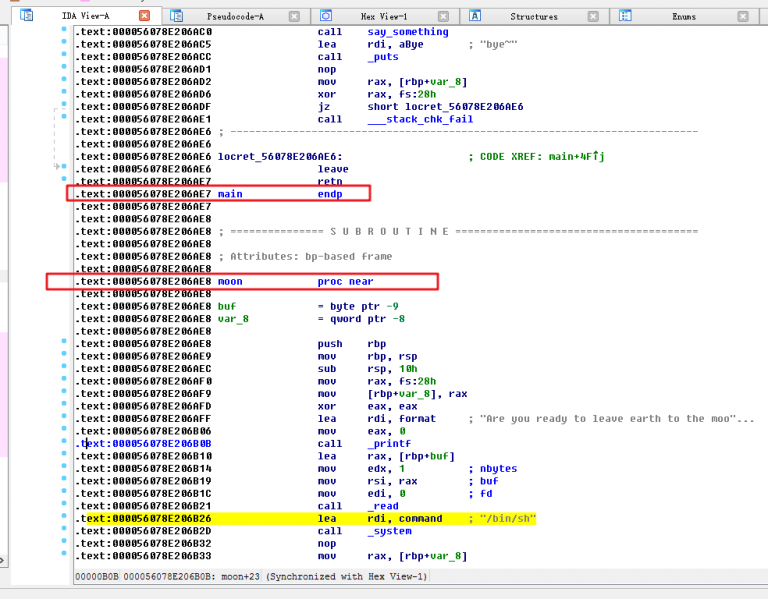 IDA View-A Pseudocode-A Hex View-1 Structures Enums
.text:000056078E206AC0 call say_something
.text:000056078E206AC5 lea rdi, aBye ; "bye~"
.text:000056078E206ACC call _puts
.text:000056078E206AD1 nop
.text:000056078E206AD2 mov rax, [rbp+var_8]
.text:000056078E206AD6 xor rax, fs:28h
.text:000056078E206ADF jz short locret_56078E206AE6
.text:000056078E206AE1 call ___stack_chk_fail
.text:000056078E206AE6 ; ---------------------------------------------------------------------------
.text:000056078E206AE6
.text:000056078E206AE6 locret_56078E206AE6: ; CODE XREF: main+4F↑j
.text:000056078E206AE6 leave
.text:000056078E206AE7 retn
.text:000056078E206AE7 main endp
.text:000056078E206AE7
.text:000056078E206AE8
.text:000056078E206AE8 ; =============== S U B R O U T I N E =======================================
.text:000056078E206AE8
.text:000056078E206AE8 ; Attributes: bp-based frame
.text:000056078E206AE8
.text:000056078E206AE8 moon proc near
.text:000056078E206AE8
.text:000056078E206AE8 buf = byte ptr -9
.text:000056078E206AE8 var_8 = qword ptr -8
.text:000056078E206AE8
.text:000056078E206AE8 push rbp
.text:000056078E206AE9 mov rbp, rsp
.text:000056078E206AEC sub rsp, 10h
.text:000056078E206AF0 mov rax, fs:28h
.text:000056078E206AF9 mov [rbp+var_8], rax
.text:000056078E206AFD xor eax, eax
.text:000056078E206AFF lea rdi, format ; "Are you ready to leave earth to the moo"...
.text:000056078E206B06 mov eax, 0
.text:000056078E206B0B call _printf
.text:000056078E206B10 lea rax, [rbp+buf]
.text:000056078E206B14 mov edx, 1 ; nbytes
.text:000056078E206B19 mov rsi, rax ; buf
.text:000056078E206B1C mov edi, 0 ; fd
.text:000056078E206B21 call _read
.text:000056078E206B26 lea rdi, command ; "/bin/sh"
.text:000056078E206B2D call _system
.text:000056078E206B32 nop
.text:000056078E206B33 mov rax, [rbp+var_8]
00000B0B 000056078E206B0B: moon+23 (Synchronized with Hex View-1)